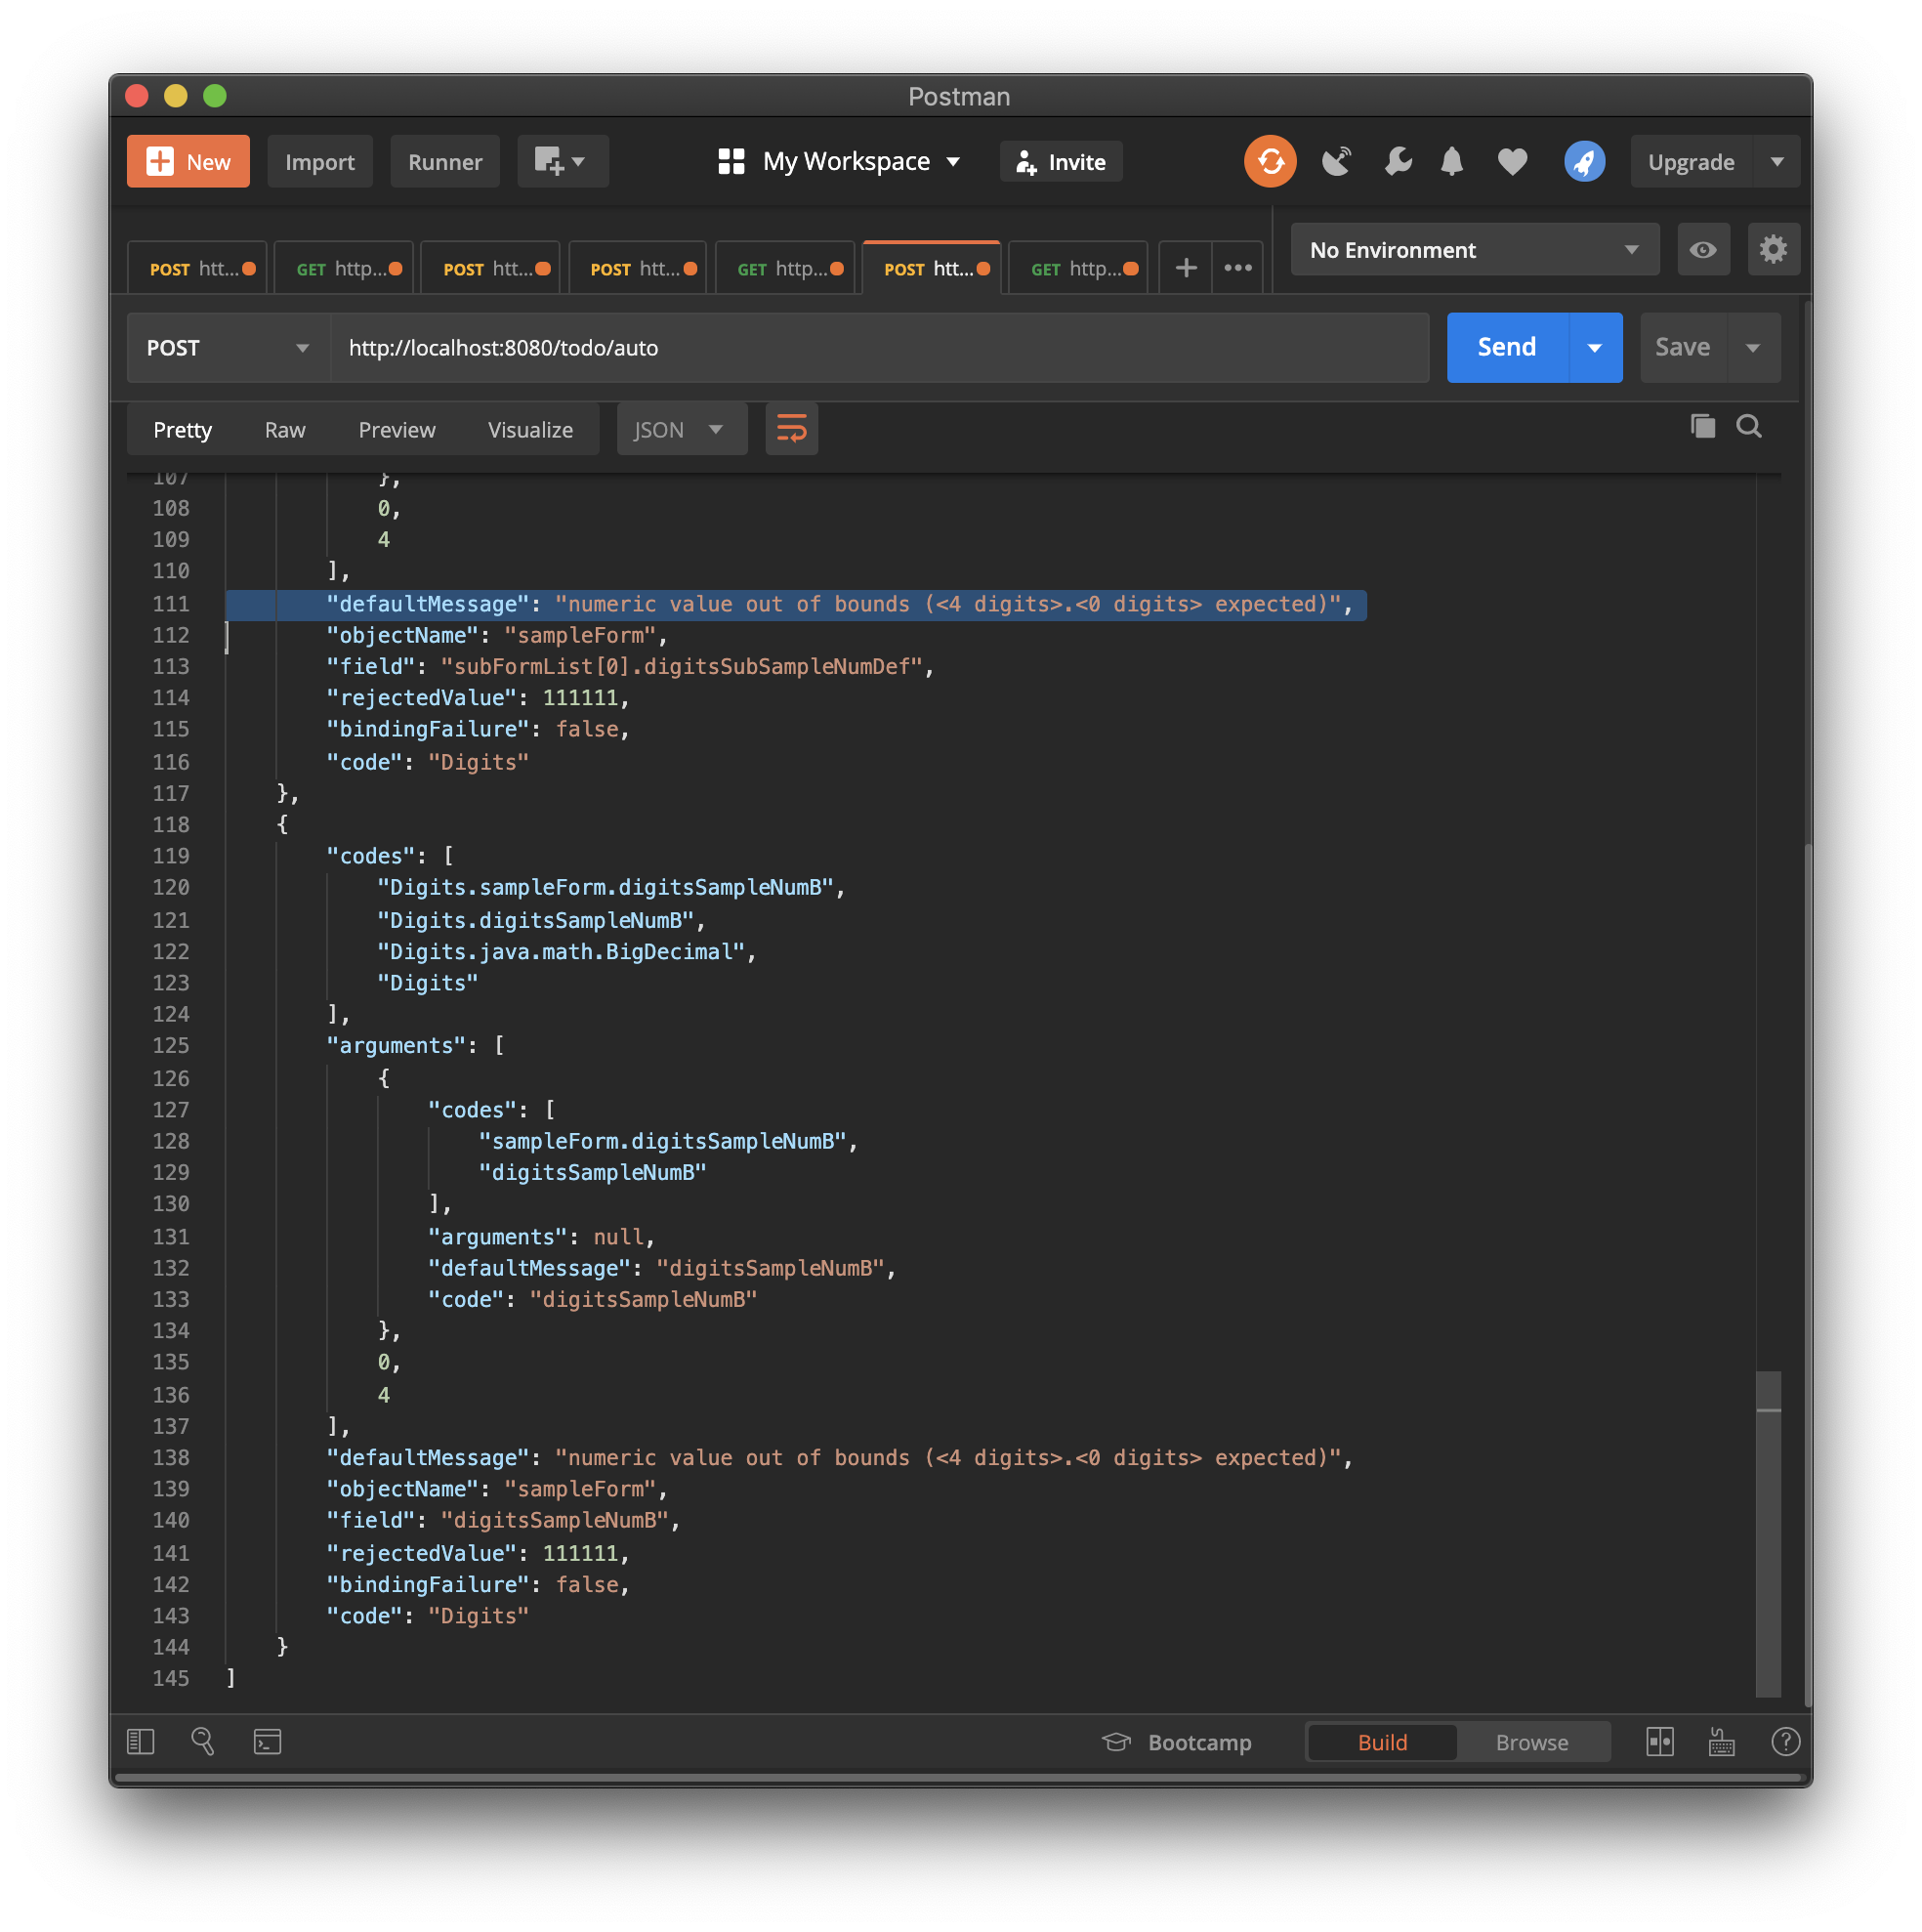 Postman
New Import Runner My Workspace Invite Upgrade
POST htt... GET http... POST htt... POST htt... GET http... POST htt... GET http... No Environment
POST http://localhost:8080/todo/auto Send Save
Pretty Raw Preview Visualize JSON
107 },
108 0,
109 4
110 ],
111 "defaultMessage": "numeric value out of bounds (<4 digits>.<0 digits> expected)",
112 "objectName": "sampleForm",
113 "field": "subFormList[0].digitsSubSampleNumDef",
114 "rejectedValue": 111111,
115 "bindingFailure": false,
116 "code": "Digits"
117 },
118 {
119 "codes": [
120 "Digits.sampleForm.digitsSampleNumB",
121 "Digits.digitsSampleNumB",
122 "Digits.java.math.BigDecimal",
123 "Digits"
124 ],
125 "arguments": [
126 {
127 "codes": [
128 "sampleForm.digitsSampleNumB",
129 "digitsSampleNumB"
130 ],
131 "arguments": null,
132 "defaultMessage": "digitsSampleNumB",
133 "code": "digitsSampleNumB"
134 },
135 0,
136 4
137 ],
138 "defaultMessage": "numeric value out of bounds (<4 digits>.<0 digits> expected)",
139 "objectName": "sampleForm",
140 "field": "digitsSampleNumB",
141 "rejectedValue": 111111,
142 "bindingFailure": false,
143 "code": "Digits"
144 }
145 ]
Bootcamp Build Browse